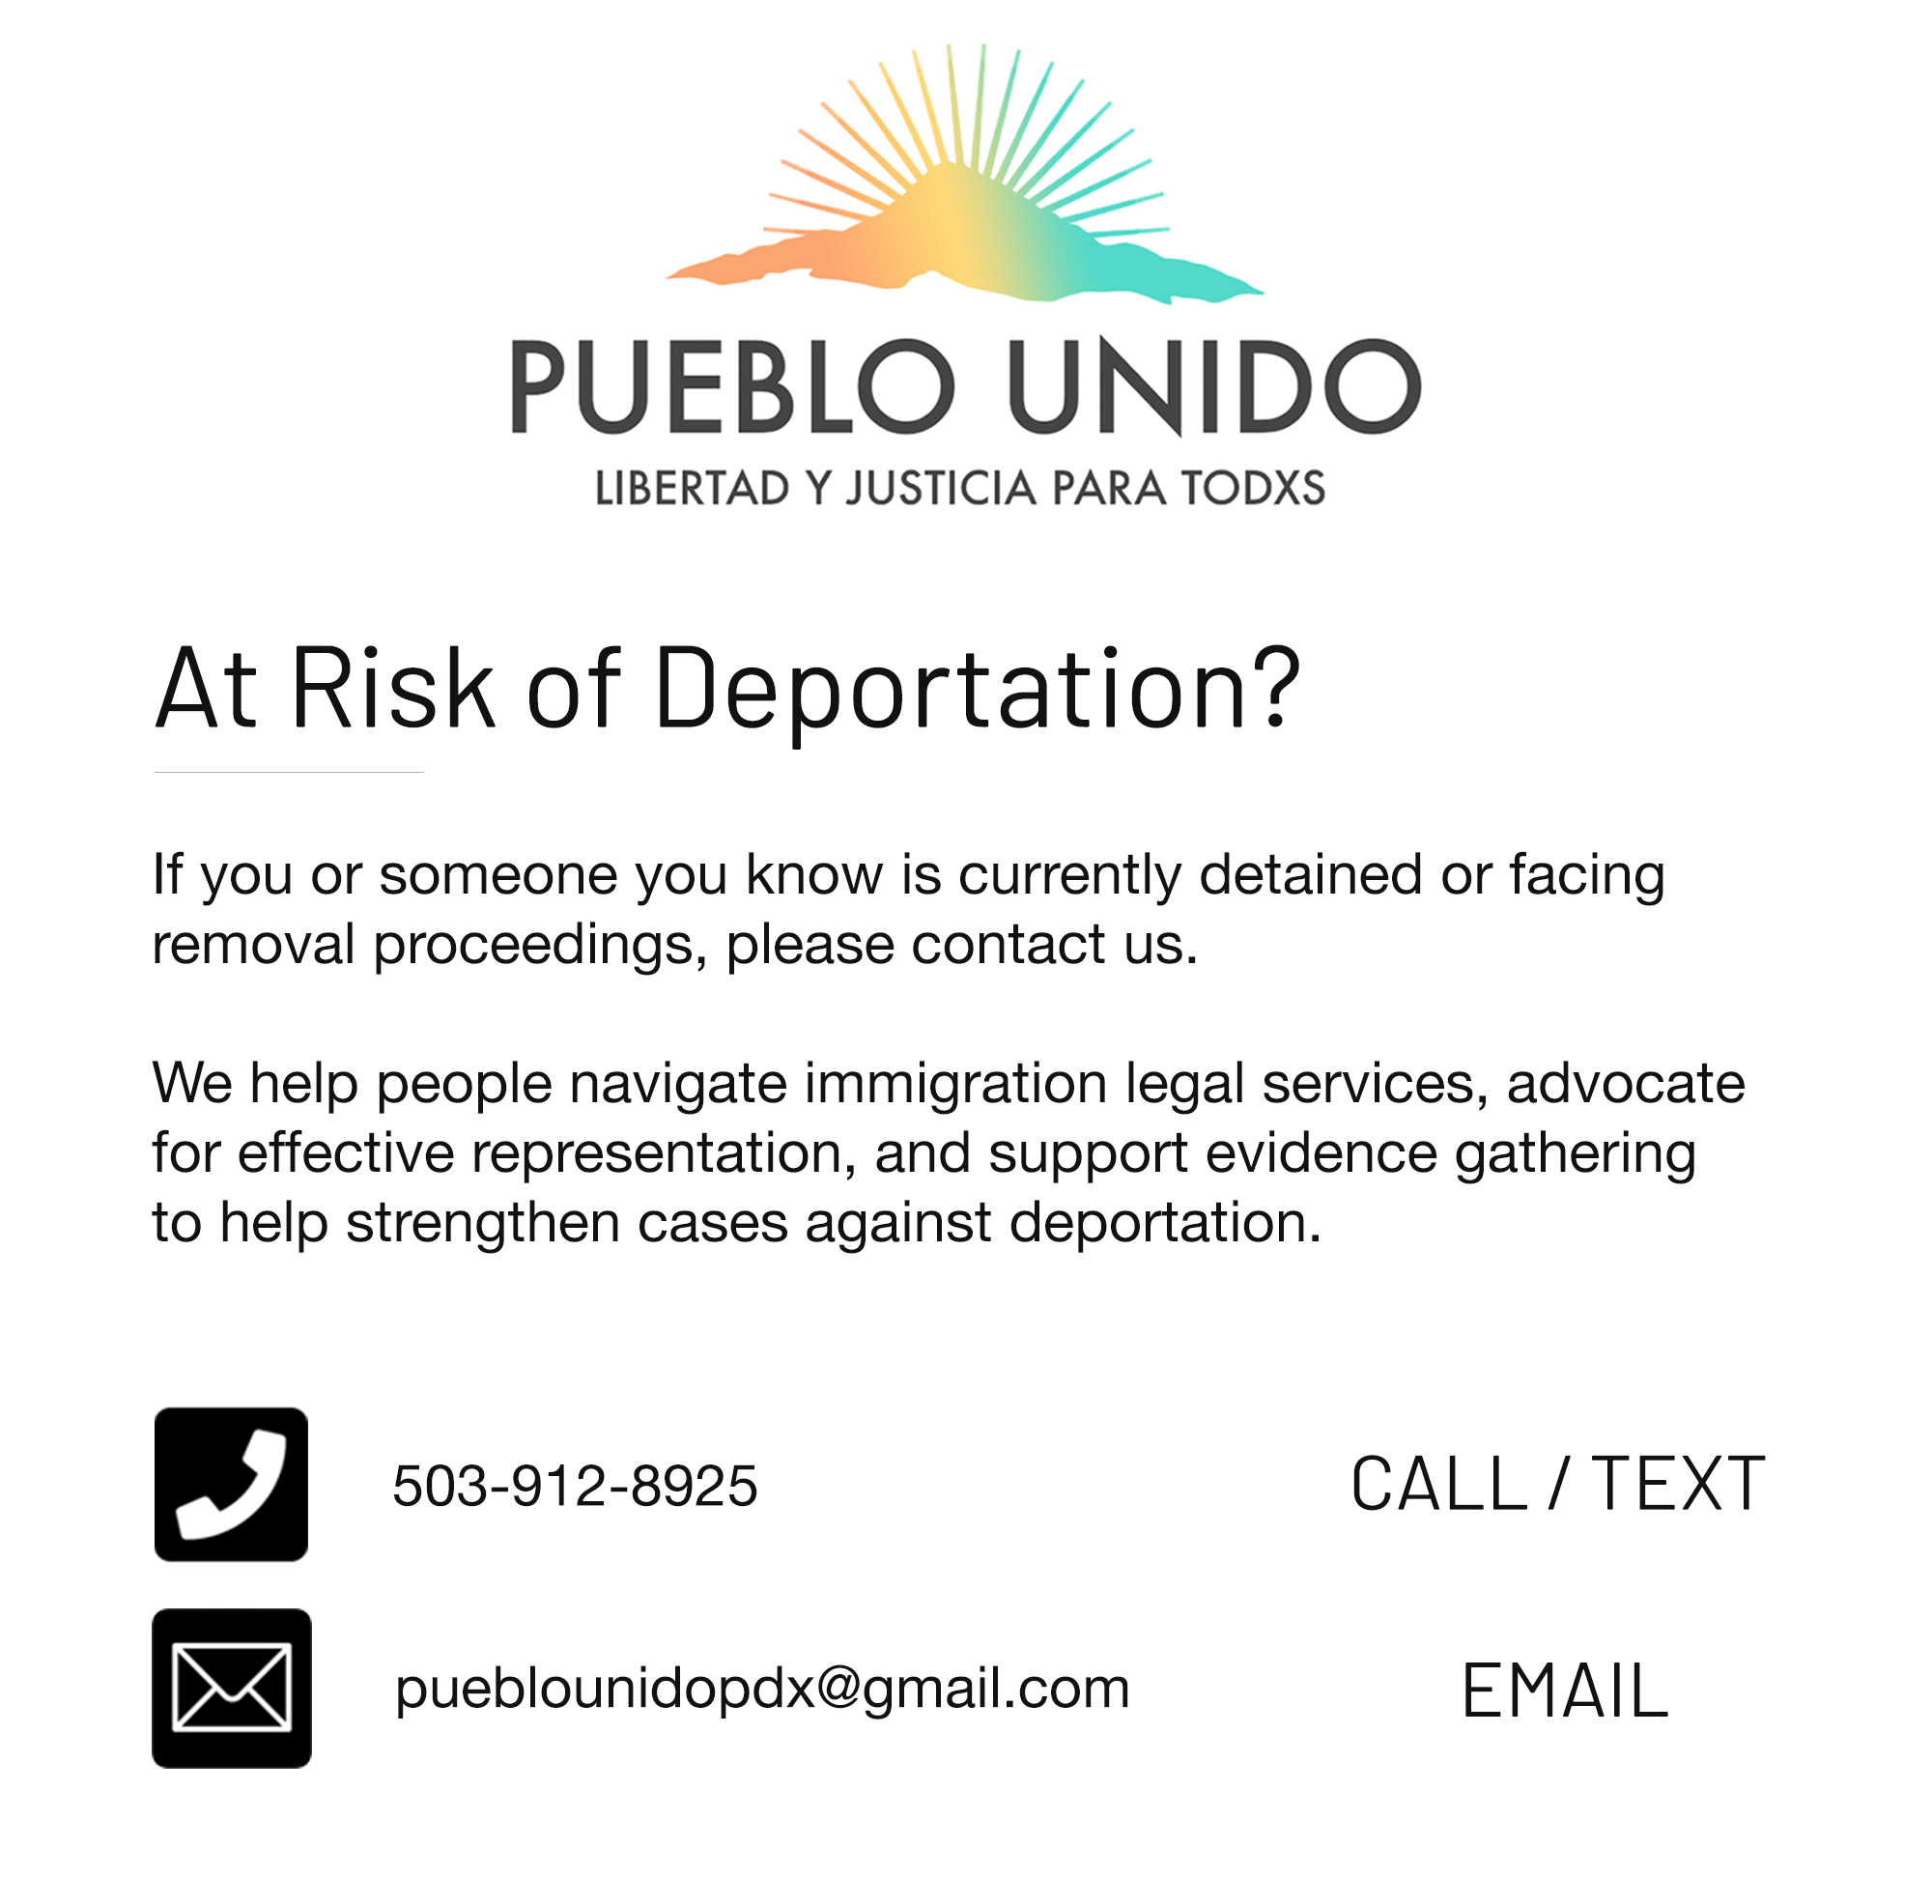 PUEBLO UNIDO
LIBERTAD Y JUSTICIA PARA TODXS
At Risk of Deportation?
If you or someone you know is currently detained or facing
removal proceedings, please contact us.
We help people navigate immigration legal services, advocate
for effective representation, and support evidence gathering
to help strengthen cases against deportation.
503-912-8925 CALL / TEXT
pueblounidopdx@gmail.com EMAIL